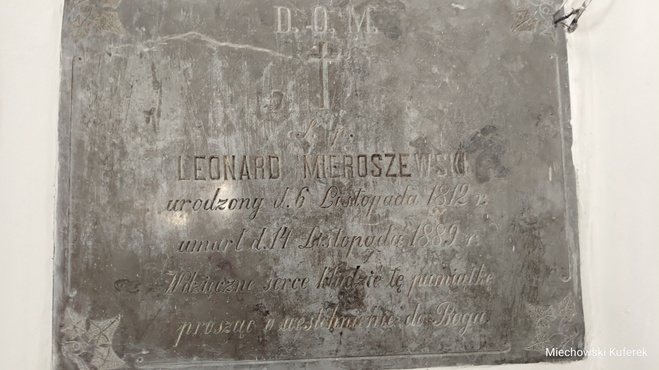 D. O. M.
Ś. p.
LEONARD MIEROSZEWSKI
urodzony d. 6 Listopada 1812 r.
umarł d. 14 Listopada 1889 r.
Wdzięczne serce kładzie tę pamiątkę
prosząc o westchnienie do Boga
Miechowski Kuferek